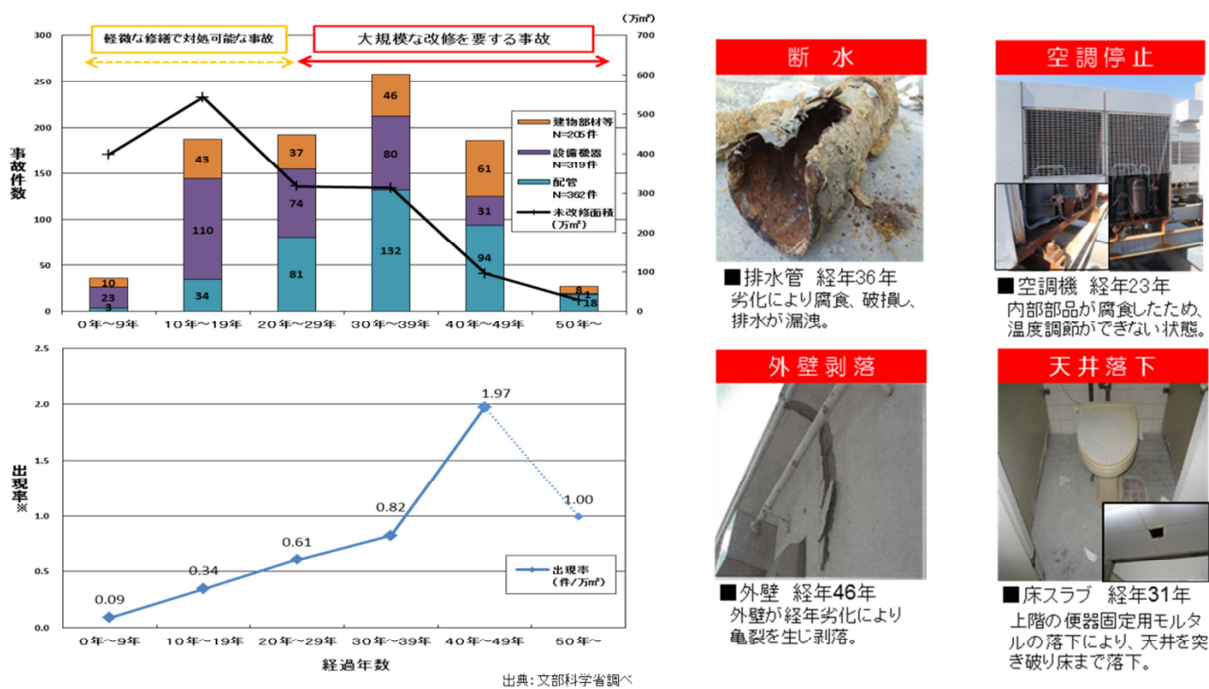 (万㎡)
軽微な修繕で対処可能な事故
大規模な改修を要する事故
300
250
200
150
100
50
0
700
600
500
400
300
200
100
0
事故件数
建物部材等
N=205件
設備機器
N=319件
配管
N=362件
未改修面積
(万㎡)
10
23
3
43
110
34
37
74
81
46
80
132
61
31
94
8
1
18
0年～9年
10年～19年
20年～29年
30年～39年
40年～49年
50年～
2.5
2.0
1.5
1.0
0.5
0.0
出現率※
0.09
0.34
0.61
0.82
1.97
1.00
出現率
(件/万㎡)
0年～9年
10年～19年
20年～29年
30年～39年
40年～49年
50年～
経過年数
出典：文部科学省調べ
断 水
■排水管 経年36年
劣化により腐食、破損し、
排水が漏洩。
空調停止
■空調機 経年23年
内部部品が腐食したため、
温度調節ができない状態。
外壁剥落
■外壁 経年46年
外壁が経年劣化により
亀裂を生じ剥落。
天井落下
■床スラブ 経年31年
上階の便器固定用モルタ
ルの落下により、天井を突
き破り床まで落下。